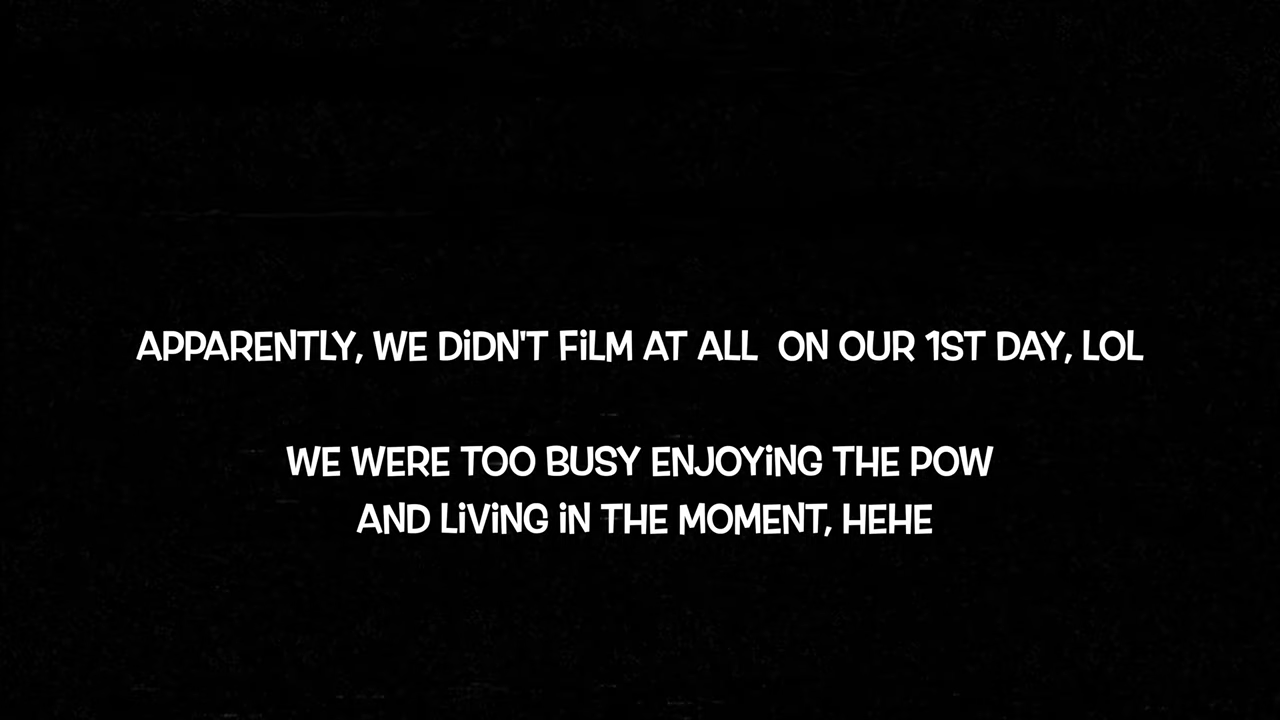 APPARENTLY, WE DiDN'T FiLM AT ALL  ON OUR 1ST DAY, LOL
WE WERE TOO BUSY ENJOYiNG THE POW
AND LiViNG iN THE MOMENT, HEHE